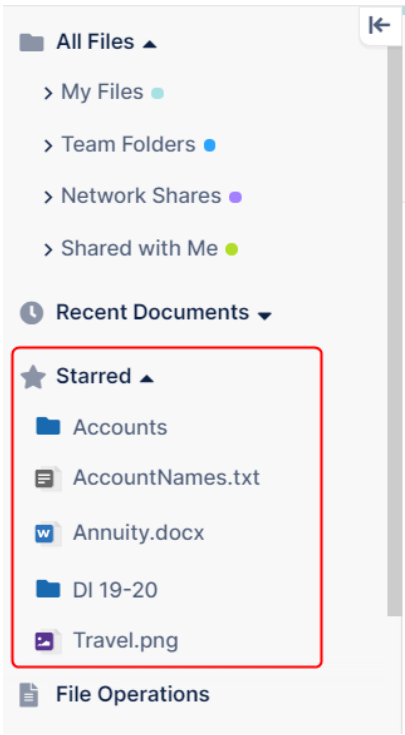 All Files
My Files
Team Folders
Network Shares
Shared with Me
Recent Documents
Starred
Accounts
AccountNames.txt
Annuity.docx
DI 19-20
Travel.png
File Operations